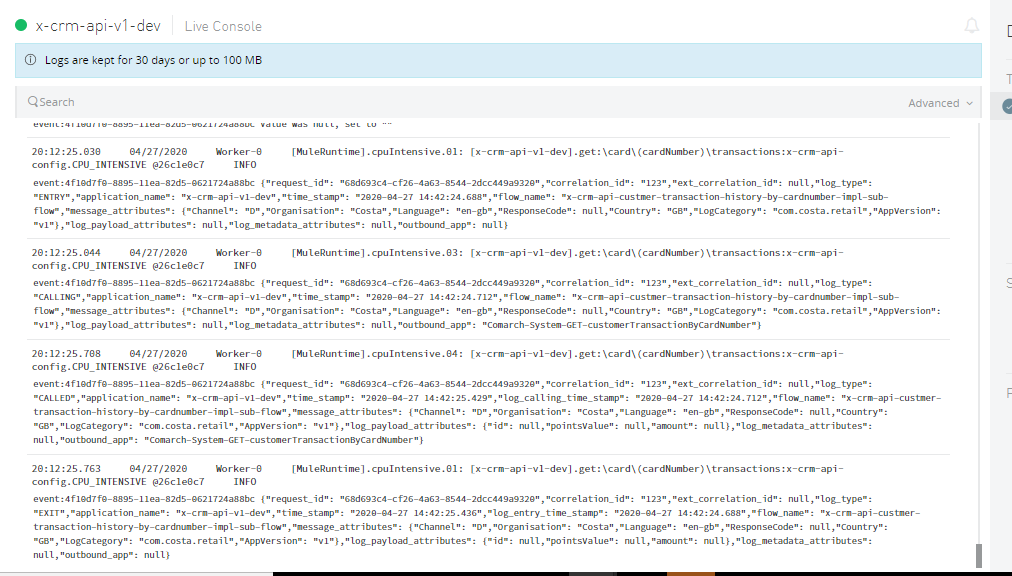 x-crm-api-v1-dev
Live Console
Logs are kept for 30 days or up to 100 MB
Search
Advanced
event:4f10d7f0-8895-11ea-82d5-0621724a88bc Value was null, set to ""
20:12:25.030 04/27/2020 Worker-0 [MuleRuntime].cpuIntensive.01: [x-crm-api-v1-dev].get:\card\(cardNumber)\transactions:x-crm-api-
config.CPU_INTENSIVE @26c1e0c7 INFO
event:4f10d7f0-8895-11ea-82d5-0621724a88bc {"request_id": "68d693c4-cf26-4a63-8544-2dcc449a9320","correlation_id": "123","ext_correlation_id": null,"log_type":
"ENTRY","application_name": "x-crm-api-v1-dev","time_stamp": "2020-04-27 14:42:24.688","flow_name": "x-crm-api-custmer-transaction-history-by-cardnumber-impl-sub-
flow","message_attributes": {"Channel": "D","Organisation": "Costa","Language": "en-gb","ResponseCode": null,"Country": "GB","LogCategory": "com.costa.retail","AppVersion":
"v1"},"log_payload_attributes": null,"log_metadata_attributes": null,"outbound_app": null}
20:12:25.044 04/27/2020 Worker-0 [MuleRuntime].cpuIntensive.03: [x-crm-api-v1-dev].get:\card\(cardNumber)\transactions:x-crm-api-
config.CPU_INTENSIVE @26c1e0c7 INFO
event:4f10d7f0-8895-11ea-82d5-0621724a88bc {"request_id": "68d693c4-cf26-4a63-8544-2dcc449a9320","correlation_id": "123","ext_correlation_id": null,"log_type":
"CALLING","application_name": "x-crm-api-v1-dev","time_stamp": "2020-04-27 14:42:24.712","flow_name": "x-crm-api-custmer-transaction-history-by-cardnumber-impl-sub-
flow","message_attributes": {"Channel": "D","Organisation": "Costa","Language": "en-gb","ResponseCode": null,"Country": "GB","LogCategory": "com.costa.retail","AppVersion":
"v1"},"log_payload_attributes": null,"log_metadata_attributes": null,"outbound_app": "Comarch-System-GET-customerTransactionByCardNumber"}
20:12:25.708 04/27/2020 Worker-0 [MuleRuntime].cpuIntensive.04: [x-crm-api-v1-dev].get:\card\(cardNumber)\transactions:x-crm-api-
config.CPU_INTENSIVE @26c1e0c7 INFO
event:4f10d7f0-8895-11ea-82d5-0621724a88bc {"request_id": "68d693c4-cf26-4a63-8544-2dcc449a9320","correlation_id": "123","ext_correlation_id": null,"log_type":
"CALLED","application_name": "x-crm-api-v1-dev","time_stamp": "2020-04-27 14:42:25.429","log_calling_time_stamp": "2020-04-27 14:42:24.712","flow_name": "x-crm-api-custmer-
transaction-history-by-cardnumber-impl-sub-flow","message_attributes": {"Channel": "D","Organisation": "Costa","Language": "en-gb","ResponseCode": null,"Country":
"GB","LogCategory": "com.costa.retail","AppVersion": "v1"},"log_payload_attributes": {"id": null,"pointsValue": null,"amount": null},"log_metadata_attributes":
null,"outbound_app": "Comarch-System-GET-customerTransactionByCardNumber"}
20:12:25.763 04/27/2020 Worker-0 [MuleRuntime].cpuIntensive.01: [x-crm-api-v1-dev].get:\card\(cardNumber)\transactions:x-crm-api-
config.CPU_INTENSIVE @26c1e0c7 INFO
event:4f10d7f0-8895-11ea-82d5-0621724a88bc {"request_id": "68d693c4-cf26-4a63-8544-2dcc449a9320","correlation_id": "123","ext_correlation_id": null,"log_type":
"EXIT","application_name": "x-crm-api-v1-dev","time_stamp": "2020-04-27 14:42:25.436","log_entry_time_stamp": "2020-04-27 14:42:24.688","flow_name": "x-crm-api-custmer-
transaction-history-by-cardnumber-impl-sub-flow","message_attributes": {"Channel": "D","Organisation": "Costa","Language": "en-gb","ResponseCode": null,"Country":
"GB","LogCategory": "com.costa.retail","AppVersion": "v1"},"log_payload_attributes": {"id": null,"pointsValue": null,"amount": null},"log_metadata_attributes":
null,"outbound_app": null}